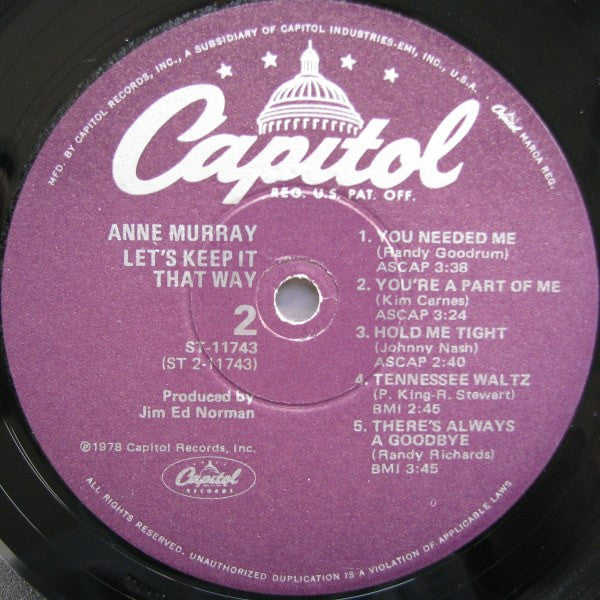 MFD. BY CAPITOL RECORDS, INC., A SUBSIDIARY OF CAPITOL INDUSTRIES-EMI, INC., U.S.A.
Capitol MARCA REG.
Capitol
REG. U.S. PAT. OFF.
ANNE MURRAY
LET'S KEEP IT
THAT WAY
2
ST-11743
(ST 2-11743)
Produced by
Jim Ed Norman
℗1978 Capitol Records, Inc.
1. YOU NEEDED ME
(Randy Goodrum)
ASCAP 3:38
2. YOU'RE A PART OF ME
(Kim Carnes)
ASCAP 3:24
3. HOLD ME TIGHT
(Johnny Nash)
ASCAP 2:40
4. TENNESSEE WALTZ
(P. King-R. Stewart)
BMI 2:45
5. THERE'S ALWAYS
A GOODBYE
(Randy Richards)
BMI 3:45
Capitol
RECORDS
ALL RIGHTS RESERVED. UNAUTHORIZED DUPLICATION IS A VIOLATION OF APPLICABLE LAWS